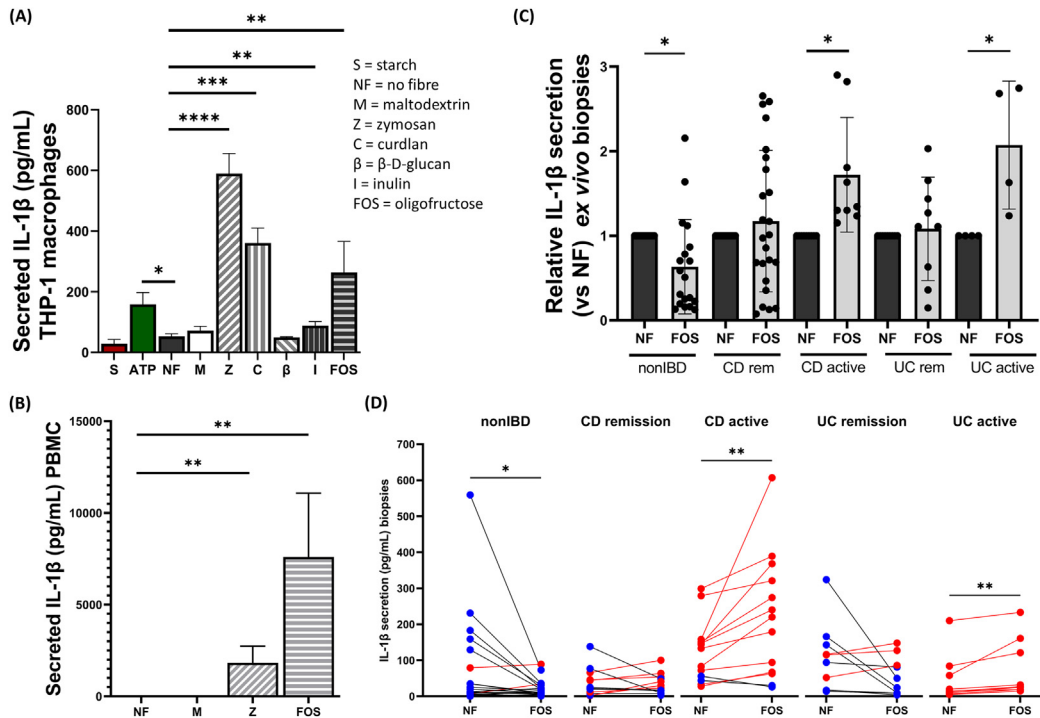 (A)
**
**
***
****
*
Secreted IL-1β (pg/mL)
THP-1 macrophages
800
600
400
200
0
S ATP NF M Z C β I FOS
S = starch
NF = no fibre
M = maltodextrin
Z = zymosan
C = curdlan
β = β-D-glucan
I = inulin
FOS = oligofructose
(B)
**
**
Secreted IL-1β (pg/mL) PBMC
15000
10000
5000
0
NF M Z FOS
(C)
* * *
Relative IL-1β secretion
(vs NF) ex vivo biopsies
3
2
1
0
NF FOS NF FOS NF FOS NF FOS NF FOS
nonIBD CD rem CD active UC rem UC active
(D)
nonIBD CD remission CD active UC remission UC active
* ** **
IL-1β secretion (pg/mL) biopsies
700
600
500
400
300
200
100
0
NF FOS NF FOS NF FOS NF FOS NF FOS